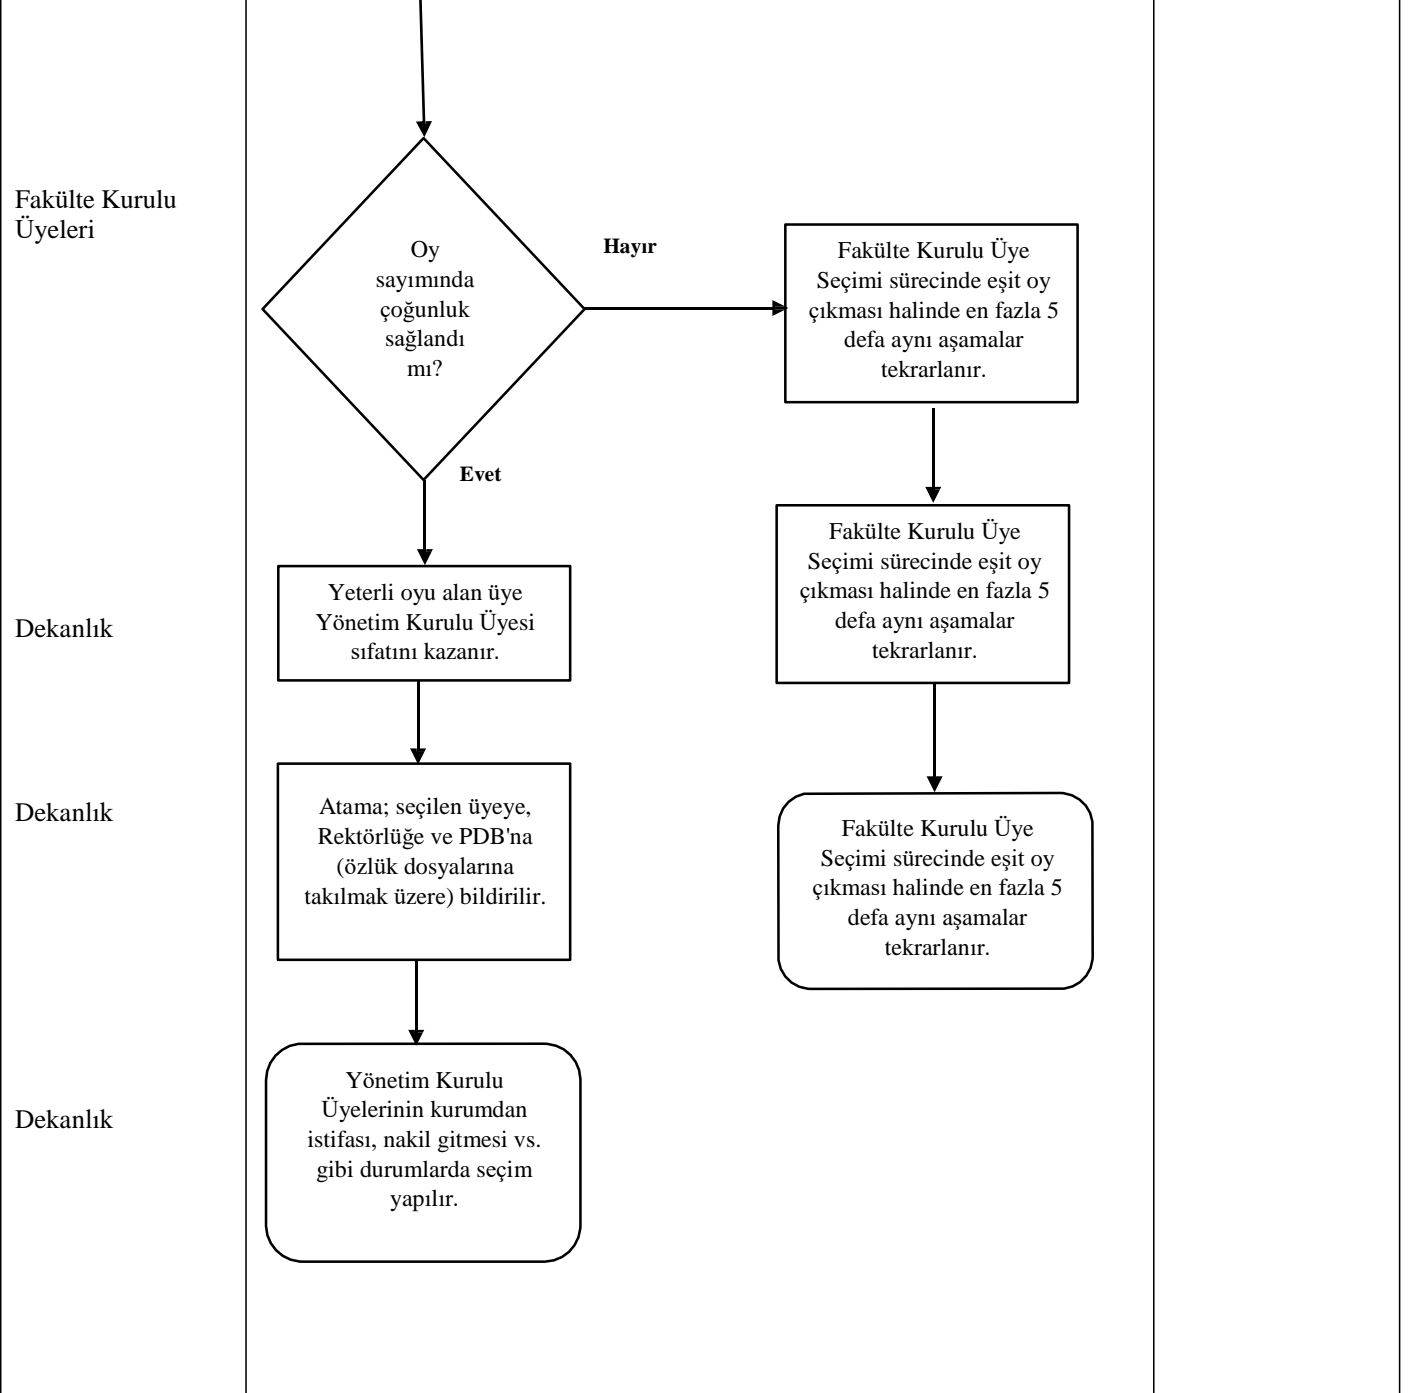 Fakülte Kurulu
Üyeleri
Oy
sayımında
çoğunluk
sağlandı
mı?
Hayır
Fakülte Kurulu Üye
Seçimi sürecinde eşit oy
çıkması halinde en fazla 5
defa aynı aşamalar
tekrarlanır.
Evet
Fakülte Kurulu Üye
Seçimi sürecinde eşit oy
çıkması halinde en fazla 5
defa aynı aşamalar
tekrarlanır.
Dekanlık
Yeterli oyu alan üye
Yönetim Kurulu Üyesi
sıfatını kazanır.
Dekanlık
Atama; seçilen üyeye,
Rektörlüğe ve PDB'na
(özlük dosyalarına
takılmak üzere) bildirilir.
Fakülte Kurulu Üye
Seçimi sürecinde eşit oy
çıkması halinde en fazla 5
defa aynı aşamalar
tekrarlanır.
Dekanlık
Yönetim Kurulu
Üyelerinin kurumdan
istifası, nakil gitmesi vs.
gibi durumlarda seçim
yapılır.